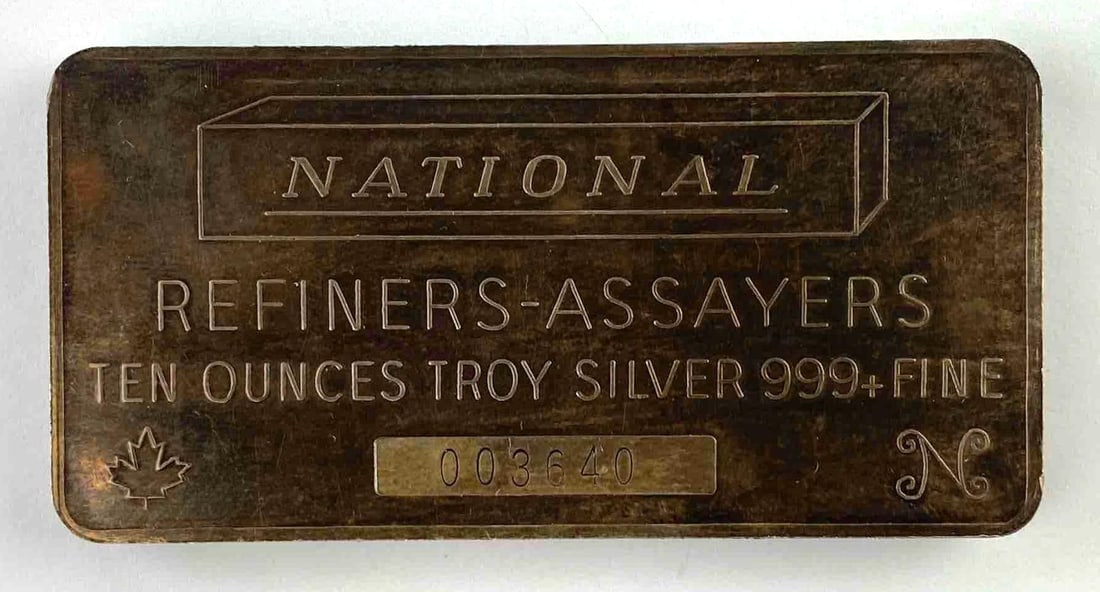 NATIONAL
REFINERS-ASSAYERS
TEN OUNCES TROY SILVER 999+FINE
003640
N